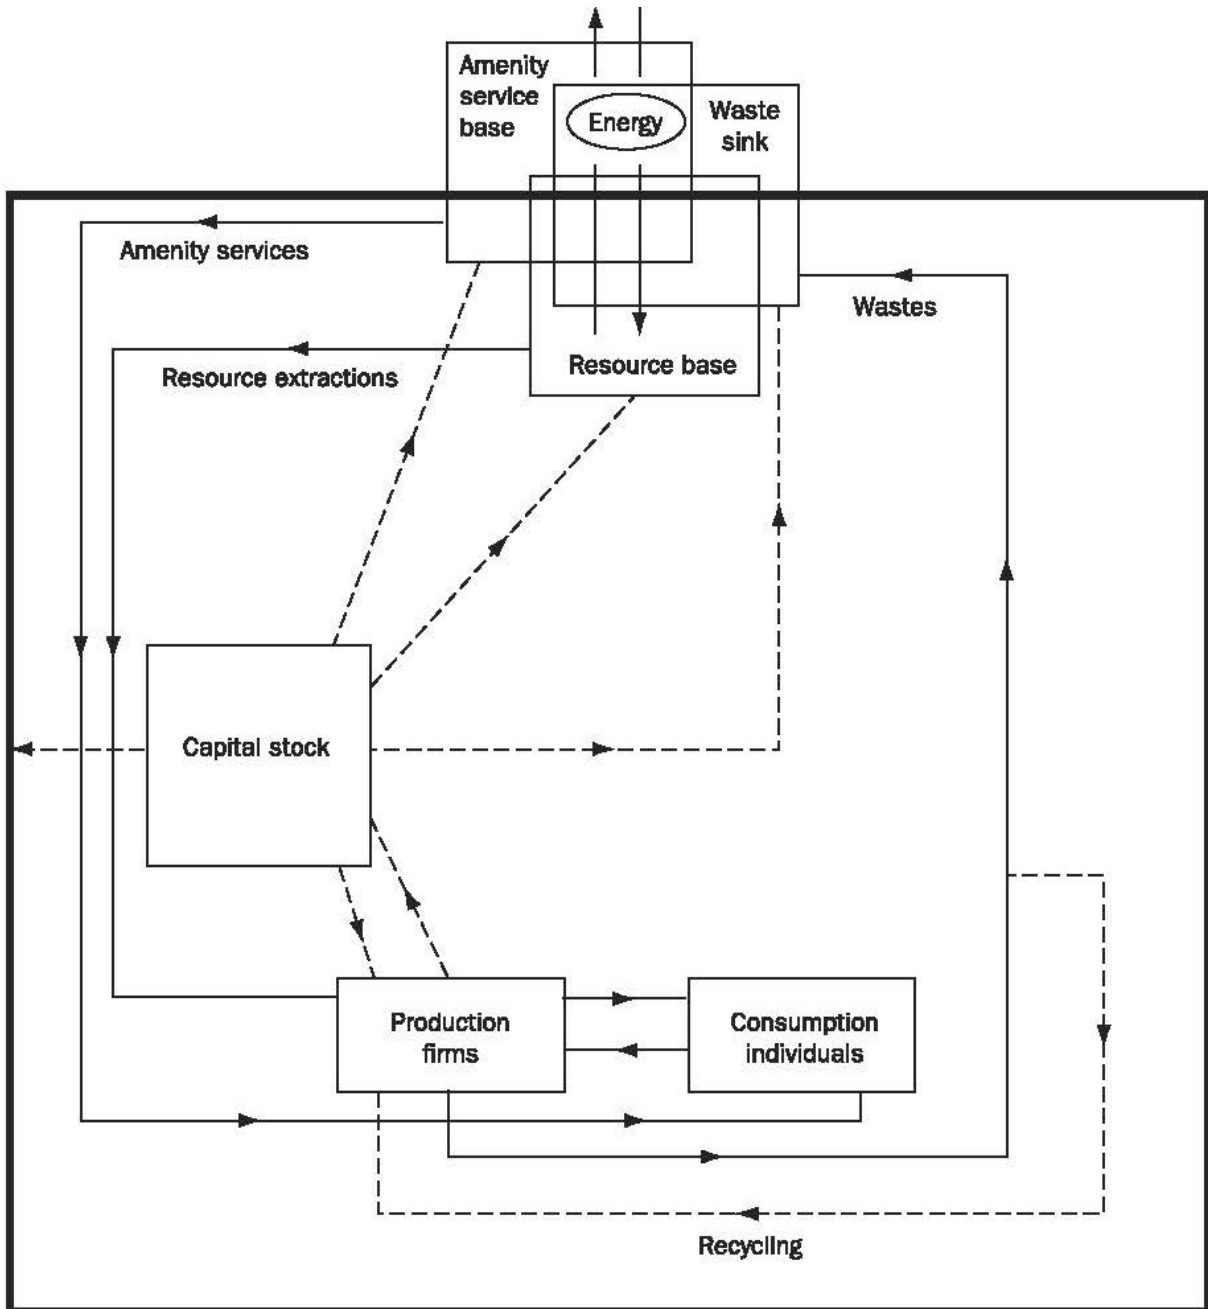 Amenity
service
base
Energy
Waste
sink
Amenity services
Wastes
Resource base
Resource extractions
Capital stock
Production
firms
Consumption
individuals
Recycling